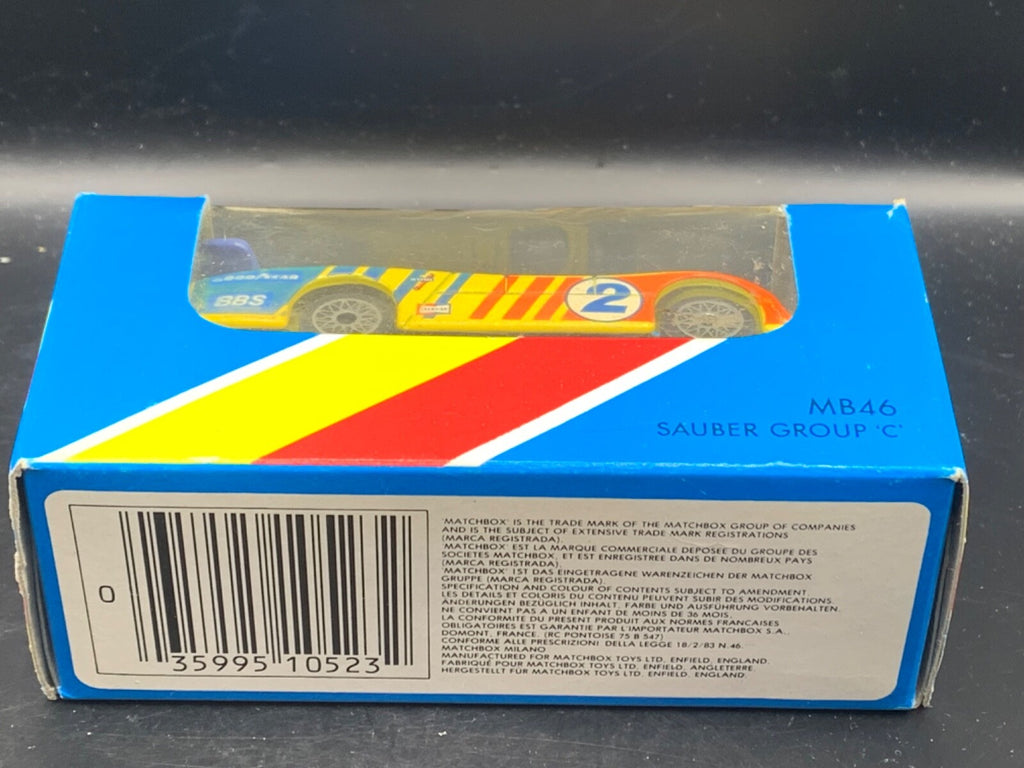 GOODYEAR
BBS
2
MB46
SAUBER GROUP 'C'
0
35995 10523
'MATCHBOX' IS THE TRADE MARK OF THE MATCHBOX GROUP OF COMPANIES
AND IS THE SUBJECT OF EXTENSIVE TRADE MARK REGISTRATIONS
(MARCA REGISTRADA).
'MATCHBOX' EST LA MARQUE COMMERCIALE DEPOSEE DU GROUPE DES
SOCIETES MATCHBOX, ET EST ENREGISTREE DANS DE NOMBREUX PAYS
(MARCA REGISTRADA).
'MATCHBOX' IST DAS EINGETRAGENE WARENZEICHEN DER MATCHBOX
GRUPPE (MARCA REGISTRADA).
SPECIFICATION AND COLOUR OF CONTENTS SUBJECT TO AMENDMENT.
LES DETAILS ET COLORIS DU CONTENU PEUVENT SUBIR DES MODIFICATIONS.
ÄNDERUNGEN BEZÜGLICH INHALT, FARBE UND AUSFÜHRUNG VORBEHALTEN.
NE CONVIENT PAS A UN ENFANT DE MOINS DE 36 MOIS.
LA CONFORMITE DU PRESENT PRODUIT AUX NORMES FRANCAISES
OBLIGATOIRES EST GARANTIE PAR L'IMPORTATEUR MATCHBOX S.A.,
DOMONT, FRANCE. (RC PONTOISE 75 B 547)
CONFORME ALLE PRESCRIZIONI DELLA LEGGE 18/2/83 N.46.
MATCHBOX MILANO
MANUFACTURED FOR MATCHBOX TOYS LTD, ENFIELD, ENGLAND.
FABRIQUÉ POUR MATCHBOX TOYS LTD, ENFIELD, ANGLETERRE.
HERGESTELLT FÜR MATCHBOX TOYS LTD, ENFIELD, ENGLAND.